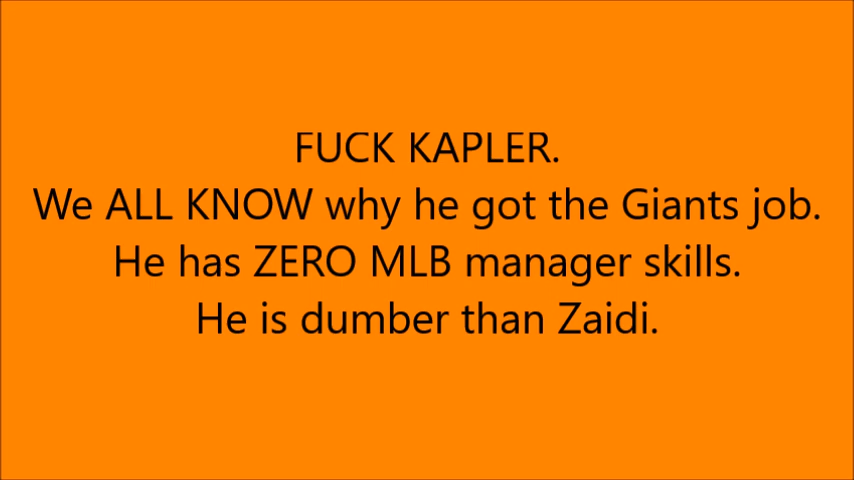 FUCK KAPLER.
We ALL KNOW why he got the Giants job.
He has ZERO MLB manager skills.
He is dumber than Zaidi.